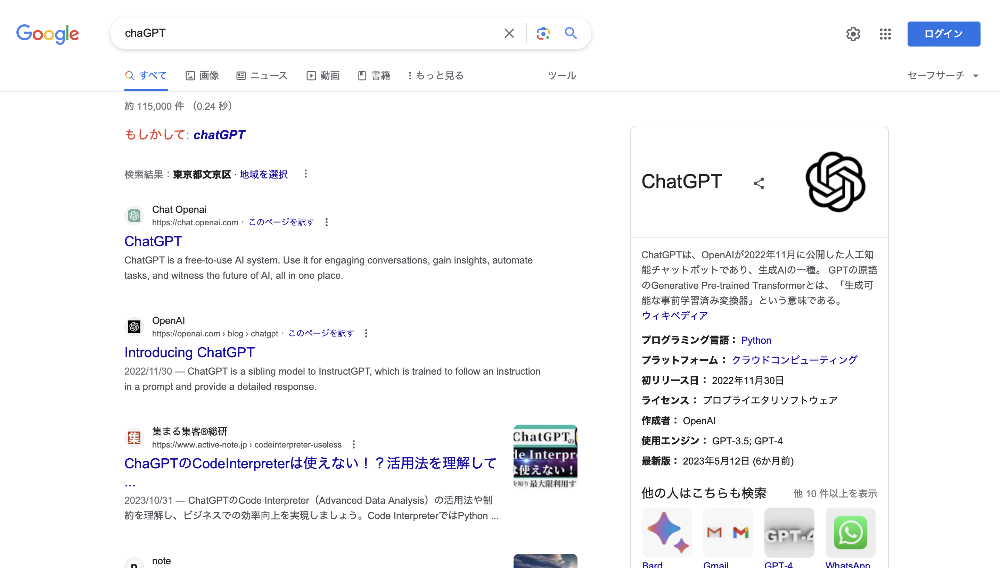 Google
chaGPT
ログイン
すべて
画像
ニュース
動画
書籍
もっと見る
ツール
セーフサーチ
約 115,000 件 （0.24 秒）
もしかして: chatGPT
検索結果：東京都文京区 · 地域を選択
Chat Openai
https://chat.openai.com · このページを訳す
ChatGPT
ChatGPT is a free-to-use AI system. Use it for engaging conversations, gain insights, automate
tasks, and witness the future of AI, all in one place.
OpenAI
https://openai.com › blog › chatgpt · このページを訳す
Introducing ChatGPT
2022/11/30 — ChatGPT is a sibling model to InstructGPT, which is trained to follow an instruction
in a prompt and provide a detailed response.
集
集まる集客®総研
https://www.active-note.jp › codeinterpreter-useless
ChaGPTのCodeInterpreterは使えない！？活用法を理解して
...
2023/10/31 — ChatGPTのCode Interpreter（Advanced Data Analysis）の活用法や制
約を理解し、ビジネスでの効率向上を実現しましょう。Code InterpreterではPython ...
ChatGPTの
de Interpre
は使えない！
を知り最大限利用す
note
ChatGPT
ChatGPTは、OpenAIが2022年11月に公開した人工知
能チャットボットであり、生成AIの一種。 GPTの原語
のGenerative Pre-trained Transformerとは、「生成可
能な事前学習済み変換器」という意味である。
ウィキペディア
プログラミング言語： Python
プラットフォーム： クラウドコンピューティング
初リリース日： 2022年11月30日
ライセンス： プロプライエタリソフトウェア
作成者： OpenAI
使用エンジン： GPT-3.5; GPT-4
最新版： 2023年5月12日 (6か月前)
他の人はこちらも検索
他 10 件以上を表示
GPT-4
Bard
Gmail
GPT-4
WhatsApp